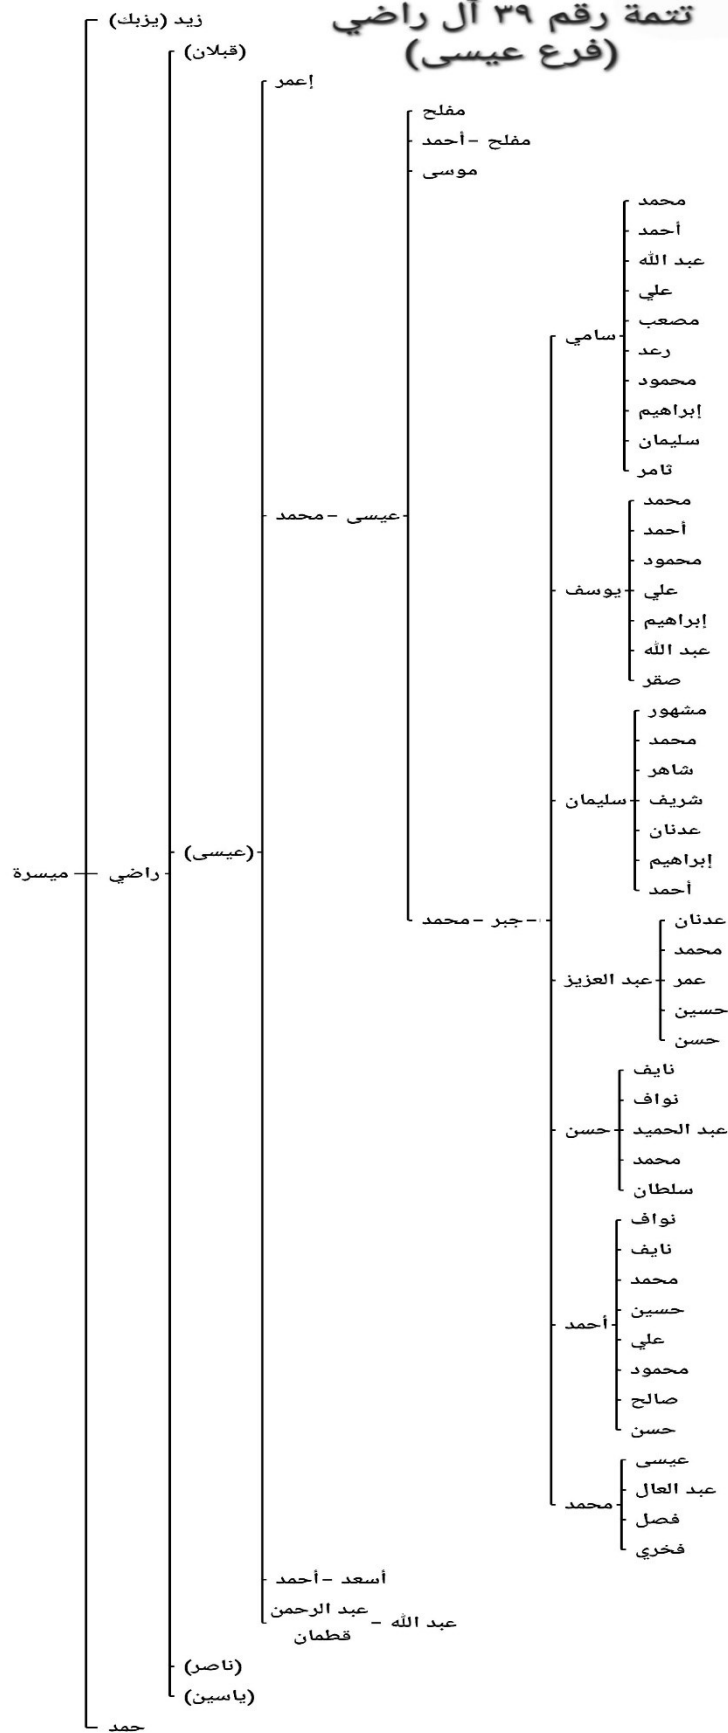 تتمة رقم ٣٩ آل راضي
(فرع عيسى)
زيد (يزبك)
(قبلان)
إعمر
مفلح
مفلح - أحمد
موسى
محمد
أحمد
عبد الله
علي
مصعب
سامي
رعد
محمود
إبراهيم
سليمان
ثامر
محمد
عيسى - محمد
أحمد
محمود
يوسف
علي
إبراهيم
عبد الله
صقر
مشهور
محمد
شاهر
سليمان
شريف
عدنان
(عيسى)
إبراهيم
ميسرة
راضي
أحمد
جبر - محمد
عدنان
محمد
عبد العزيز
عمر
حسين
حسن
نايف
نواف
حسن
عبد الحميد
محمد
سلطان
نواف
نايف
محمد
حسين
أحمد
علي
محمود
صالح
حسن
عيسى
عبد العال
محمد
فصل
فخري
أسعد - أحمد
عبد الرحمن
عبد الله -
قطمان
(ناصر)
(ياسين)
حمد